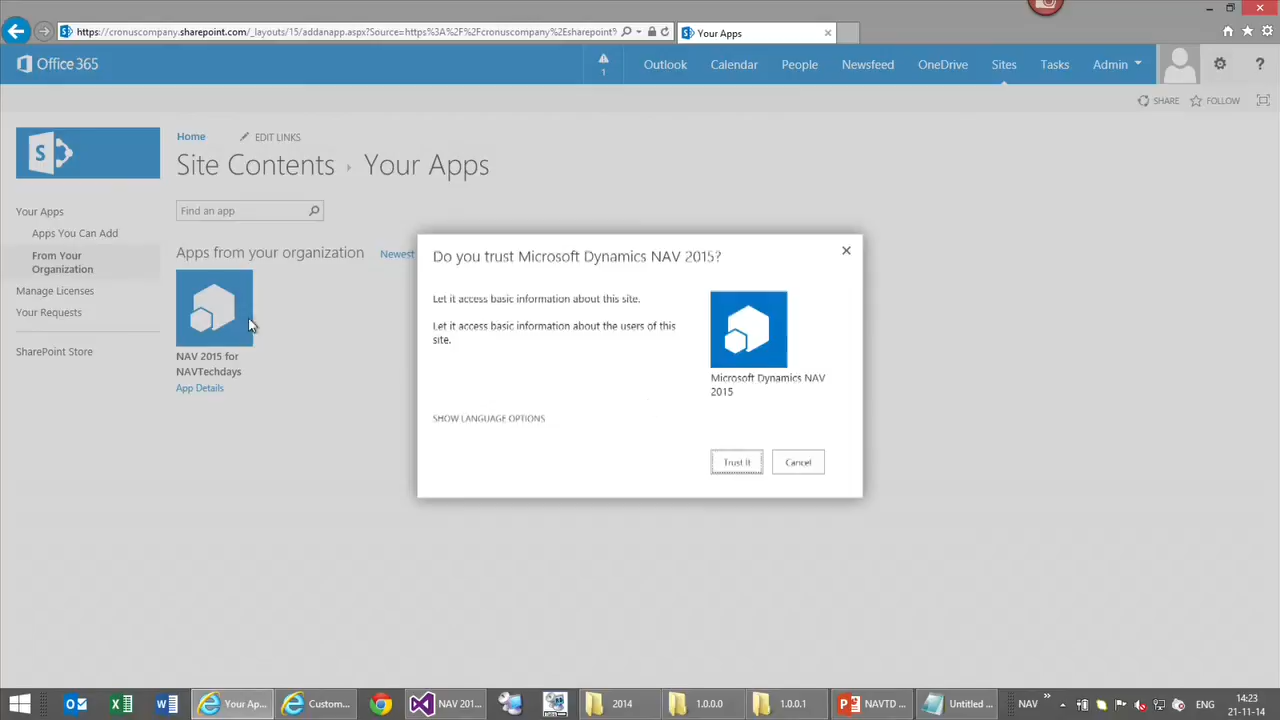 https://cronuscompany.sharepoint.com/_layouts/15/addanapp.aspx?Source=https%3A%2F%2Fcronuscompany%2Esharepoint%
Your Apps
Office 365
1
Outlook
Calendar
People
Newsfeed
OneDrive
Sites
Tasks
Admin
?
SHARE
FOLLOW
S
Home
EDIT LINKS
Site Contents
Your Apps
Your Apps
Apps You Can Add
From Your
Organization
Manage Licenses
Your Requests
SharePoint Store
Find an app
Apps from your organization
Newest
NAV 2015 for
NAVTechdays
App Details
Do you trust Microsoft Dynamics NAV 2015?
Let it access basic information about this site.
Let it access basic information about the users of this
site.
Microsoft Dynamics NAV
2015
SHOW LANGUAGE OPTIONS
Trust It
Cancel
Your Ap...
Custom...
NAV 201...
2014
1.0.0.0
1.0.0.1
NAVTD ...
Untitled ...
NAV
ENG
14:23
21-11-14